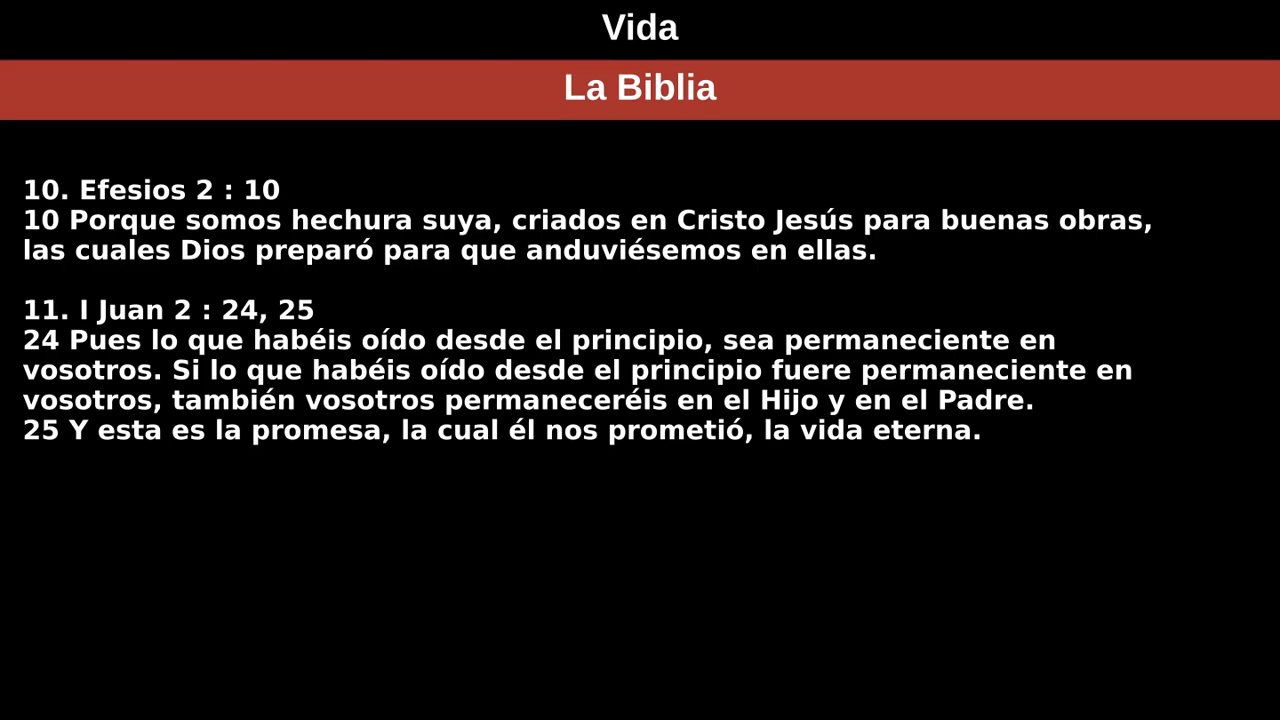 Vida
La Biblia
10. Efesios 2 : 10
10 Porque somos hechura suya, criados en Cristo Jesús para buenas obras,
las cuales Dios preparó para que anduviésemos en ellas.
11. I Juan 2 : 24, 25
24 Pues lo que habéis oído desde el principio, sea permaneciente en
vosotros. Si lo que habéis oído desde el principio fuere permaneciente en
vosotros, también vosotros permaneceréis en el Hijo y en el Padre.
25 Y esta es la promesa, la cual él nos prometió, la vida eterna.